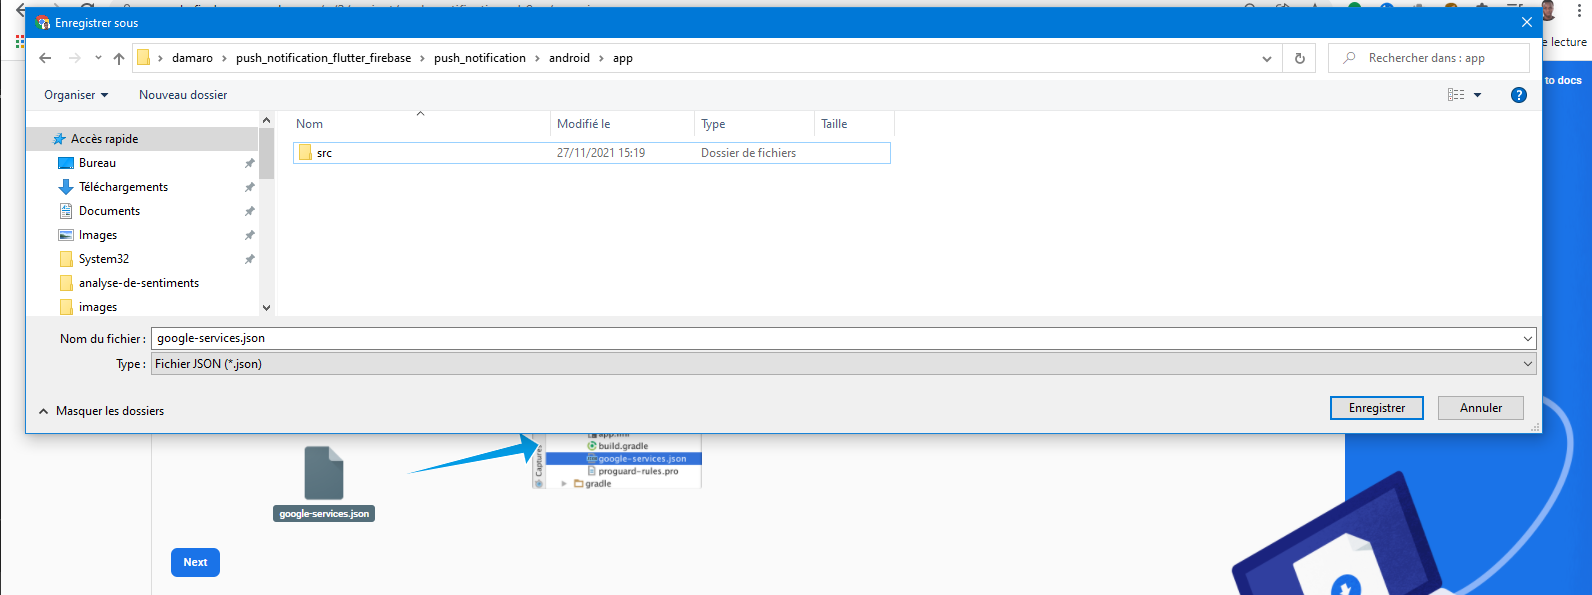 Enregistrer sous
e lecture
damaro
push_notification_flutter_firebase
push_notification
android
app
Rechercher dans : app
to docs
Organiser
Nouveau dossier
?
Nom
Modifié le
Type
Taille
Accès rapide
src
27/11/2021 15:19
Dossier de fichiers
Bureau
Téléchargements
Documents
Images
System32
analyse-de-sentiments
images
Nom du fichier :
google-services.json
Type :
Fichier JSON (*.json)
Masquer les dossiers
Enregistrer
Annuler
build.gradle
google-services.json
proguard-rules.pro
gradle
Captures
google-services.json
Next